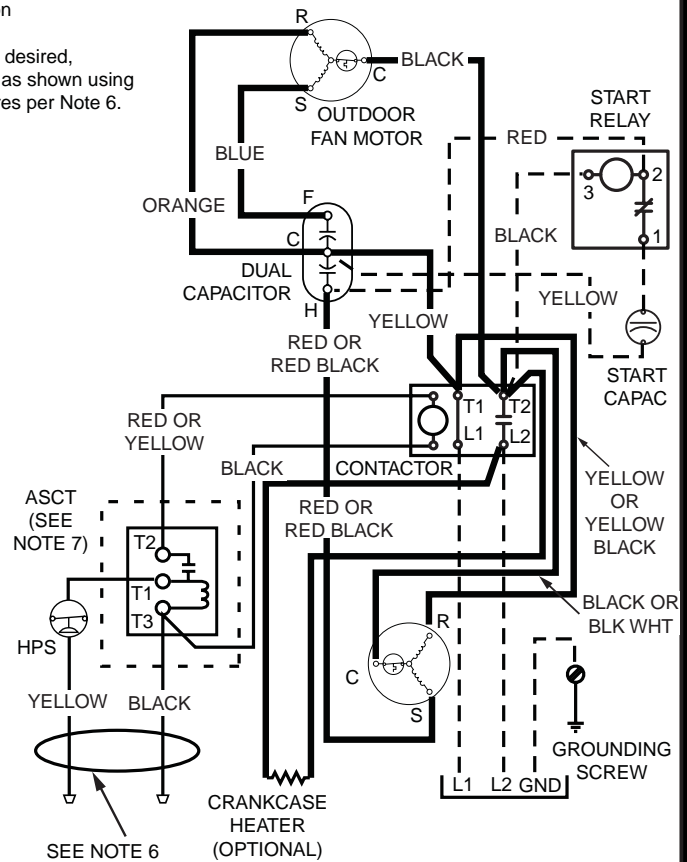 on
desired,
as shown using
res per Note 6.
R
C
S
BLACK
OUTDOOR
FAN MOTOR
START
RELAY
RED
BLUE
2
3
1
ORANGE
F
C
BLACK
DUAL
CAPACITOR
H
YELLOW
YELLOW
RED OR
RED BLACK
START
CAPAC
T1
T2
L1
L2
RED OR
YELLOW
BLACK
CONTACTOR
YELLOW
OR
YELLOW
BLACK
ASCT
(SEE
NOTE 7)
RED OR
RED BLACK
T2
T1
T3
BLACK OR
BLK WHT
HPS
R
C
S
YELLOW
BLACK
GROUNDING
SCREW
L1
L2
GND
CRANKCASE
HEATER
(OPTIONAL)
SEE NOTE 6